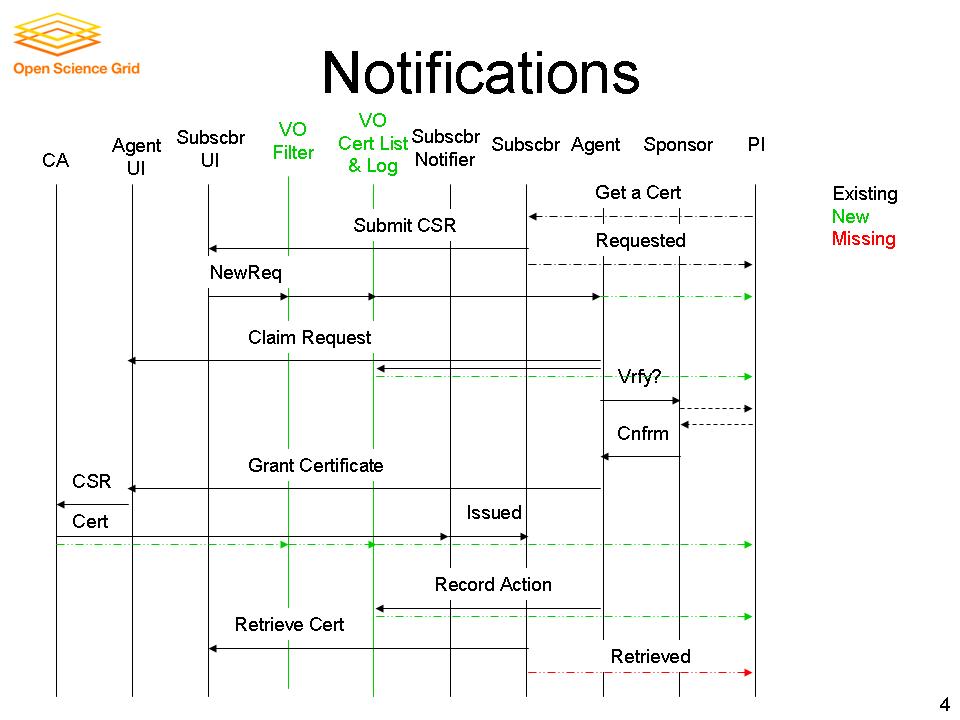 Open Science Grid
Notifications
CA
Agent
UI
Subscbr
UI
VO
Filter
VO
Cert List
& Log
Subscbr
Notifier
Subscbr
Agent
Sponsor
PI
Existing
New
Missing
Get a Cert
Submit CSR
Requested
NewReq
Claim Request
Vrfy?
Cnfrm
Grant Certificate
CSR
Issued
Cert
Record Action
Retrieve Cert
Retrieved
4